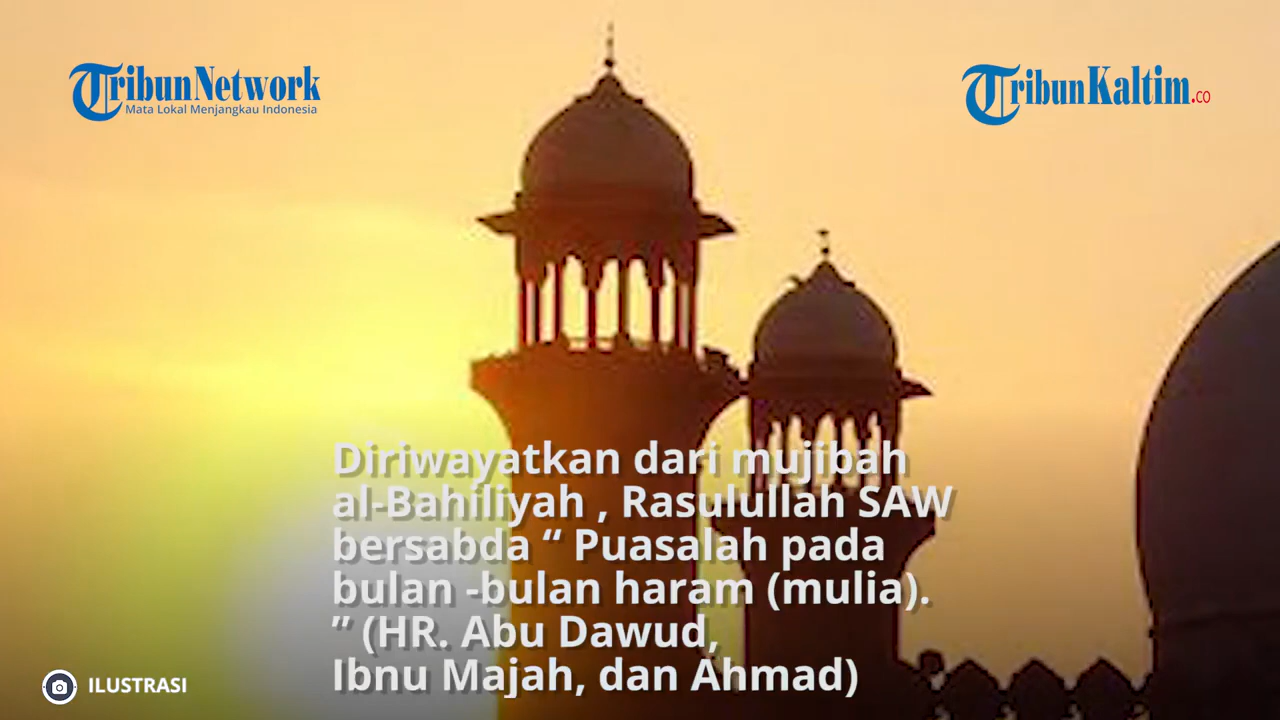 TribunNetwork
Mata Lokal Menjangkau Indonesia
TribunKaltim.co
Diriwayatkan dari mujibah
al-Bahiliyah , Rasulullah SAW
bersabda “ Puasalah pada
bulan -bulan haram (mulia).
” (HR. Abu Dawud,
Ibnu Majah, dan Ahmad)
ILUSTRASI